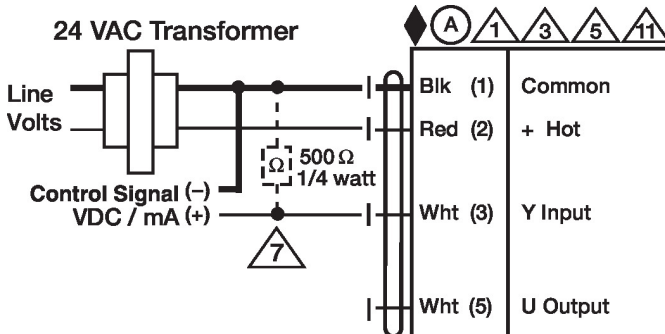 24 VAC Transformer
A 1 3 5 11
Line
Volts
Blk (1) Common
Red (2) + Hot
Ω 500 Ω
1/4 watt
Control Signal (–)
VDC / mA (+)
Wht (3) Y Input
7
Wht (5) U Output